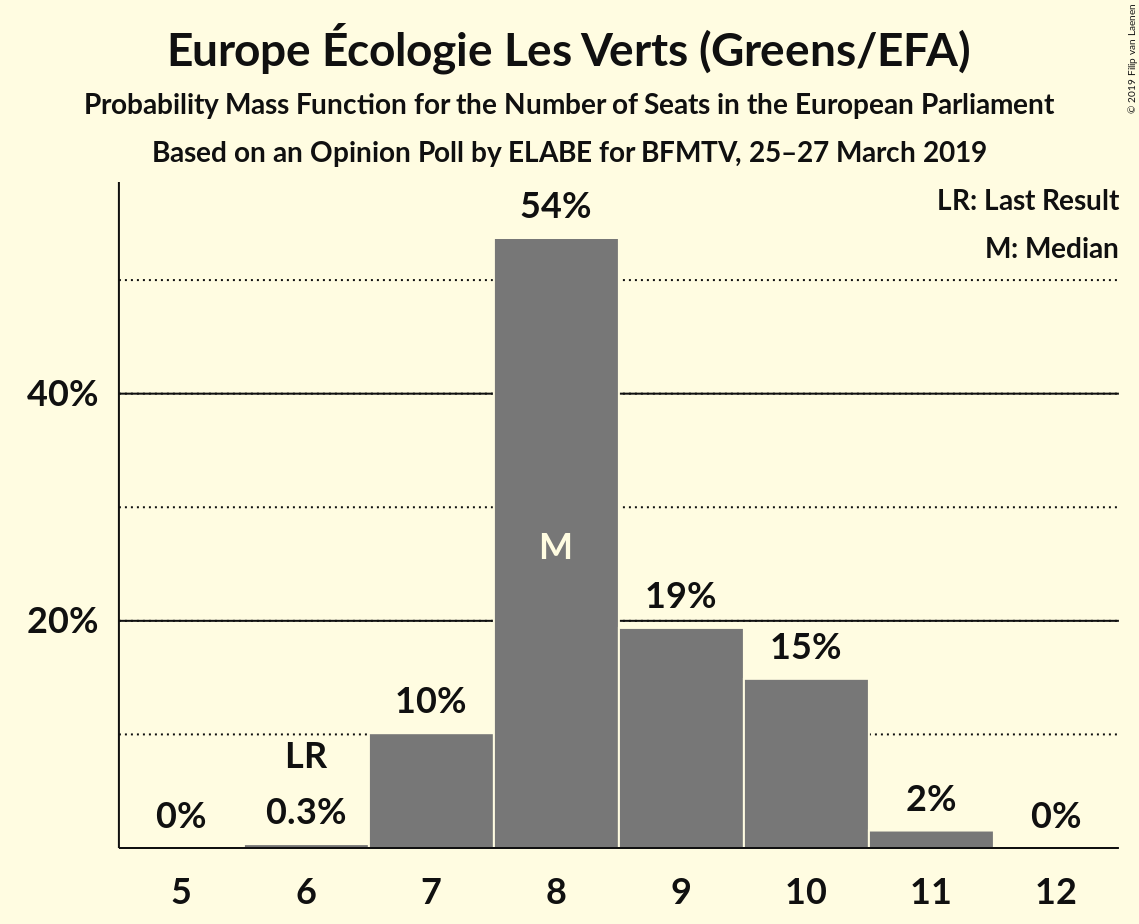 Europe Écologie Les Verts (Greens/EFA)
Probability Mass Function for the Number of Seats in the European Parliament
Based on an Opinion Poll by ELABE for BFMTV, 25–27 March 2019
© 2019 Filip van Laenen
LR: Last Result
M: Median
54%
40%
M
19%
20%
15%
10%
LR
0%
0.3%
2%
0%
5 6 7 8 9 10 11 12